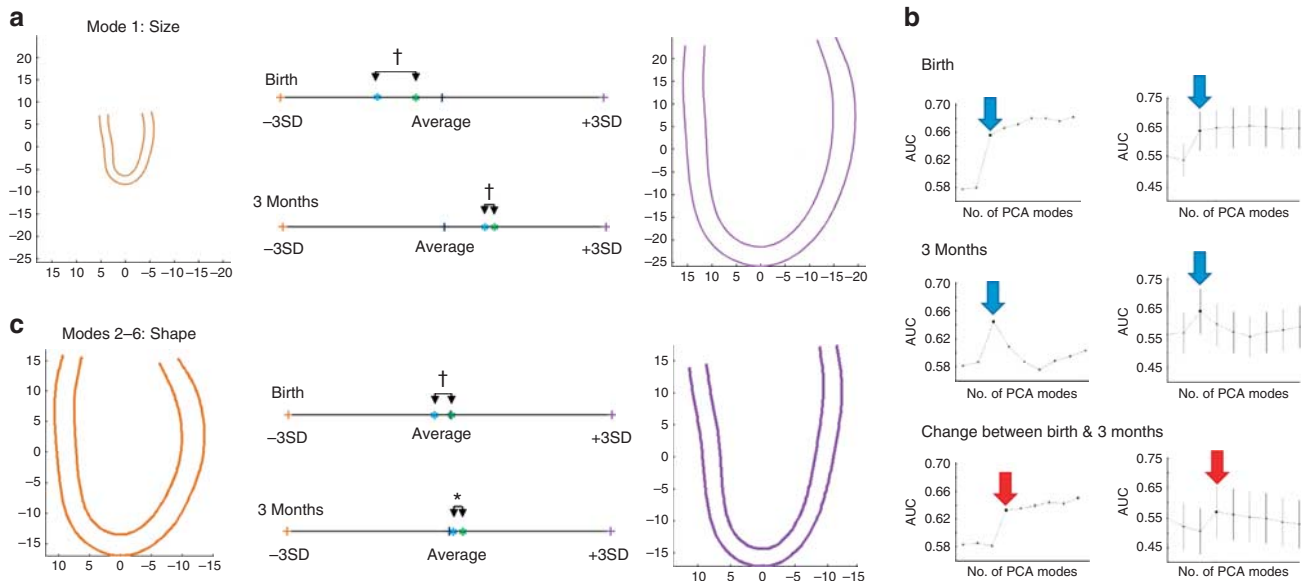 a
Mode 1: Size
25
20
15
10
5
0
–5
–10
–15
–20
–25
15 10 5 0 –5 –10 –15 –20
†
Birth
–3SD Average +3SD
†
3 Months
–3SD Average +3SD
20
15
10
5
0
–5
–10
–15
–20
–25
15 10 5 0 –5 –10 –15 –20
b
Birth
0.70
0.66
0.62
0.58
AUC
No. of PCA modes
0.75
0.65
0.55
0.45
AUC
No. of PCA modes
3 Months
0.70
0.66
0.62
0.58
AUC
No. of PCA modes
0.75
0.65
0.55
0.45
AUC
No. of PCA modes
Change between birth & 3 months
0.70
0.66
0.62
0.58
AUC
No. of PCA modes
0.75
0.65
0.55
0.45
AUC
No. of PCA modes
c
Modes 2–6: Shape
15
10
5
0
–5
–10
–15
10 5 0 –5 –10 –15
†
Birth
–3SD Average +3SD
*
3 Months
–3SD Average +3SD
15
10
5
0
–5
–10
–15
10 5 0 –5 –10 –15